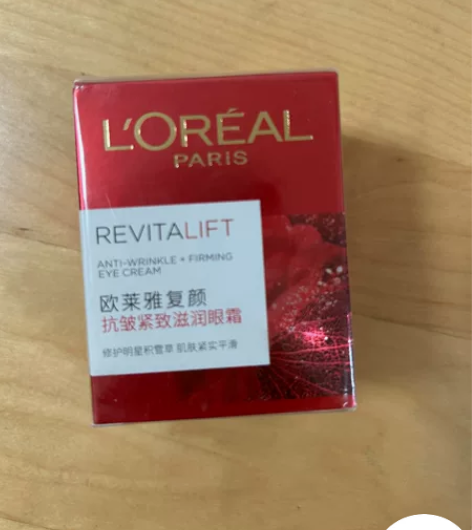 L'ORÉAL
PARIS
REVITALIFT
ANTI-WRINKLE + FIRMING
EYE CREAM
欧莱雅复颜
抗皱紧致滋润眼霜
修护明星积雪草 肌肤紧实平滑